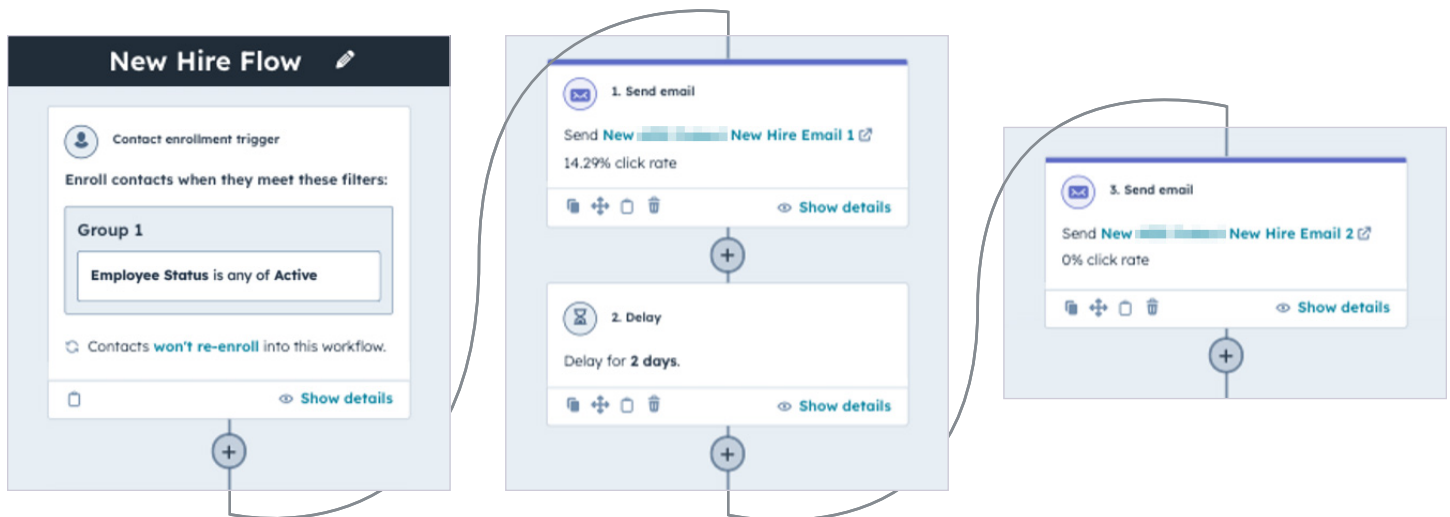 New Hire Flow
Contact enrollment trigger
Enroll contacts when they meet these filters:
Group 1
Employee Status is any of Active
Contacts won't re-enroll into this workflow.
Show details
1. Send email
Send New New Hire Email 1
14.29% click rate
Show details
2. Delay
Delay for 2 days.
Show details
3. Send email
Send New New Hire Email 2
0% click rate
Show details